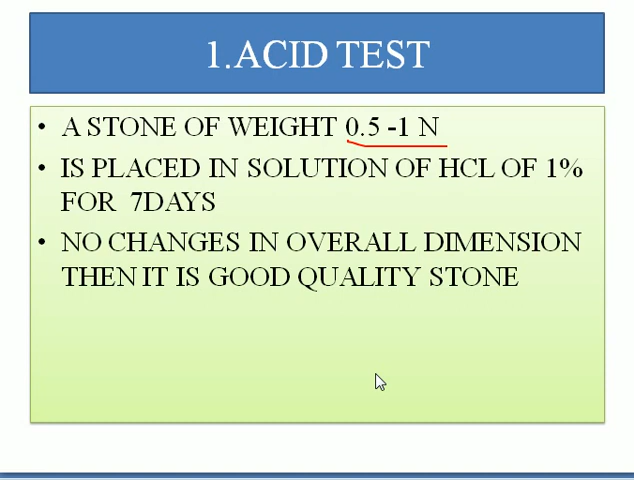 1.ACID TEST
• A STONE OF WEIGHT 0.5 -1 N
• IS PLACED IN SOLUTION OF HCL OF 1%
FOR 7DAYS
• NO CHANGES IN OVERALL DIMENSION
THEN IT IS GOOD QUALITY STONE